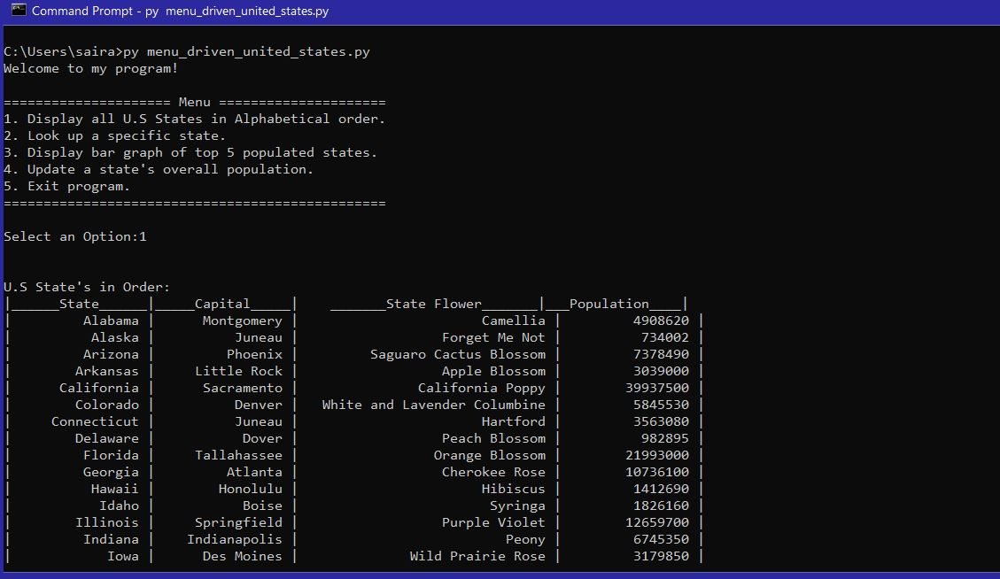 Command Prompt - py  menu_driven_united_states.py
C:\Users\saira>py menu_driven_united_states.py
Welcome to my program!
===================== Menu =====================
1. Display all U.S States in Alphabetical order.
2. Look up a specific state.
3. Display bar graph of top 5 populated states.
4. Update a state's overall population.
5. Exit program.
================================================
Select an Option:1
U.S State's in Order:
|______State______|_____Capital_____|    _______State Flower_______|___Population____|
|         Alabama |      Montgomery |                       Camellia |         4908620 |
|          Alaska |          Juneau |                  Forget Me Not |          734002 |
|         Arizona |         Phoenix |         Saguaro Cactus Blossom |         7378490 |
|        Arkansas |     Little Rock |                  Apple Blossom |         3039000 |
|      California |      Sacramento |               California Poppy |        39937500 |
|        Colorado |          Denver |   White and Lavender Columbine |         5845530 |
|     Connecticut |          Juneau |                       Hartford |         3563080 |
|        Delaware |           Dover |                  Peach Blossom |          982895 |
|         Florida |     Tallahassee |                 Orange Blossom |        21993000 |
|         Georgia |         Atlanta |                  Cherokee Rose |        10736100 |
|          Hawaii |        Honolulu |                       Hibiscus |         1412690 |
|           Idaho |           Boise |                        Syringa |         1826160 |
|        Illinois |     Springfield |                  Purple Violet |        12659700 |
|         Indiana |    Indianapolis |                          Peony |         6745350 |
|            Iowa |      Des Moines |              Wild Prairie Rose |         3179850 |